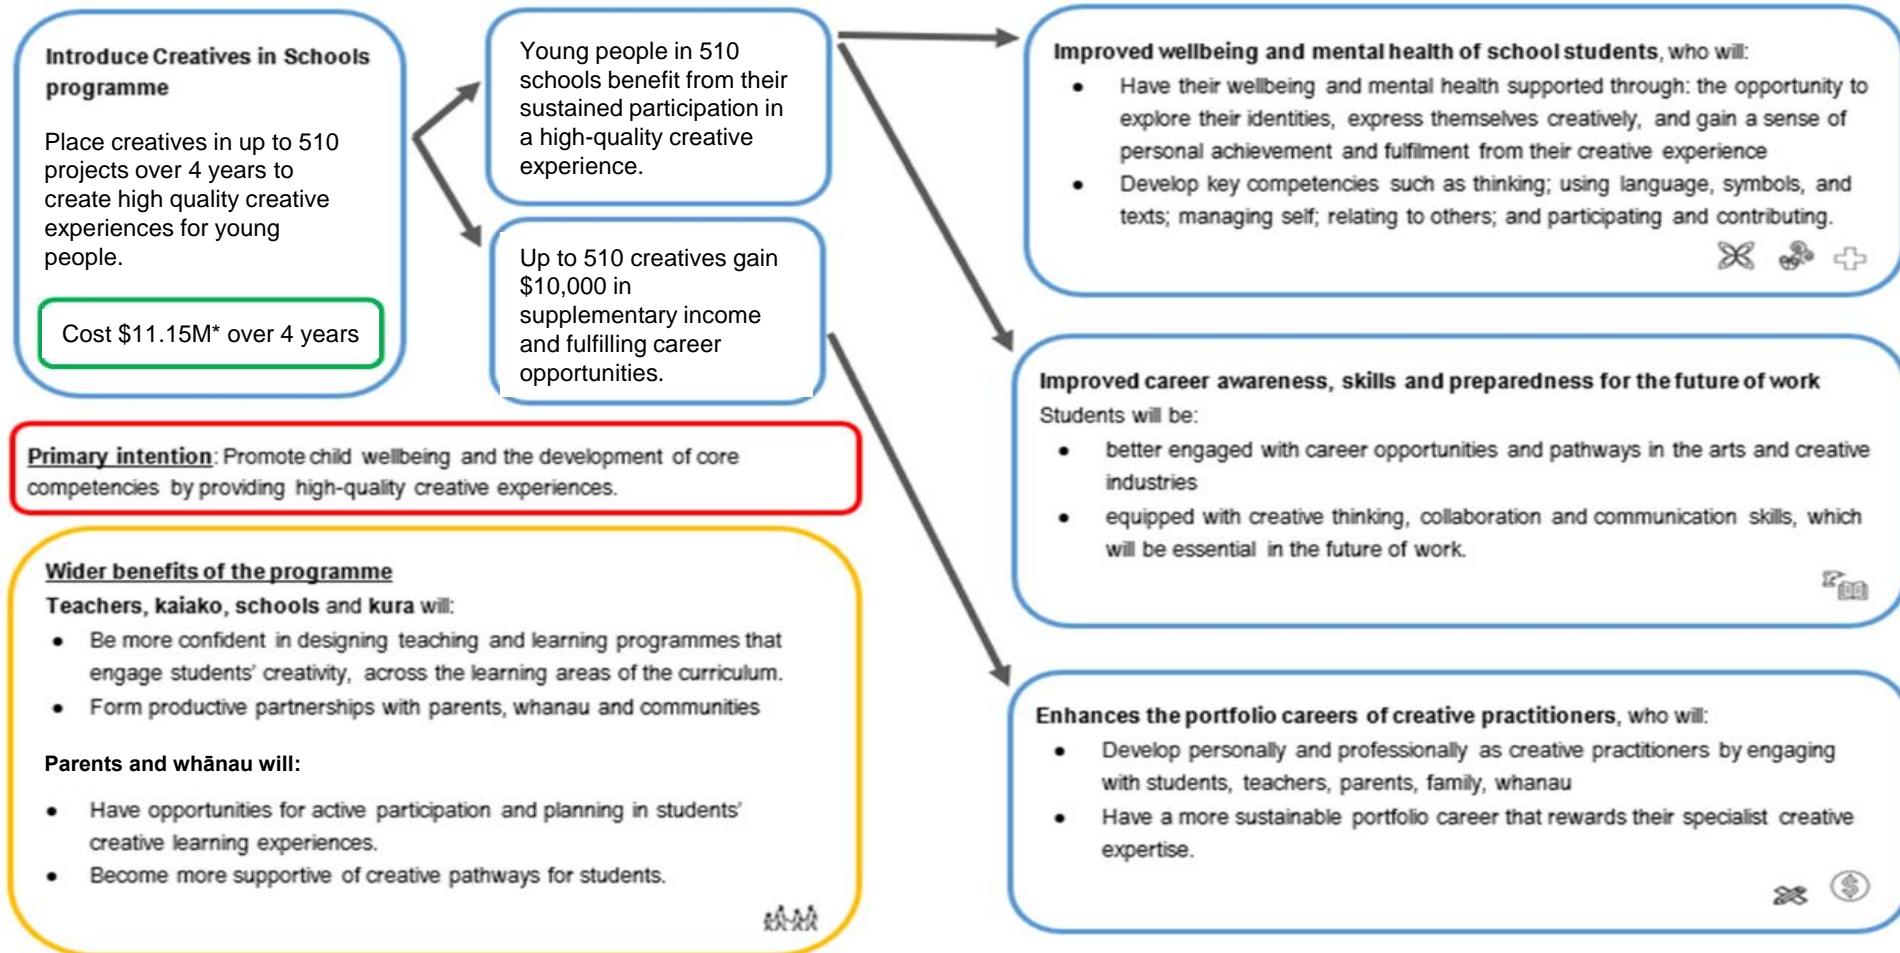 Introduce Creatives in Schools
programme
Place creatives in up to 510
projects over 4 years to
create high quality creative
experiences for young
people.
Cost $11.15M* over 4 years
Young people in 510
schools benefit from their
sustained participation in
a high-quality creative
experience.
Up to 510 creatives gain
$10,000 in
supplementary income
and fulfilling career
opportunities.
Primary intention: Promote child wellbeing and the development of core
competencies by providing high-quality creative experiences.
Wider benefits of the programme
Teachers, kaiako, schools and kura will:
• Be more confident in designing teaching and learning programmes that
engage students' creativity, across the learning areas of the curriculum.
• Form productive partnerships with parents, whanau and communities
Parents and whānau will:
• Have opportunities for active participation and planning in students'
creative learning experiences.
• Become more supportive of creative pathways for students.
Improved wellbeing and mental health of school students, who will:
• Have their wellbeing and mental health supported through: the opportunity to
explore their identities, express themselves creatively, and gain a sense of
personal achievement and fulfilment from their creative experience
• Develop key competencies such as thinking; using language, symbols, and
texts; managing self; relating to others; and participating and contributing.
Improved career awareness, skills and preparedness for the future of work
Students will be:
• better engaged with career opportunities and pathways in the arts and creative
industries
• equipped with creative thinking, collaboration and communication skills, which
will be essential in the future of work.
Enhances the portfolio careers of creative practitioners, who will:
• Develop personally and professionally as creative practitioners by engaging
with students, teachers, parents, family, whanau
• Have a more sustainable portfolio career that rewards their specialist creative
expertise.
$